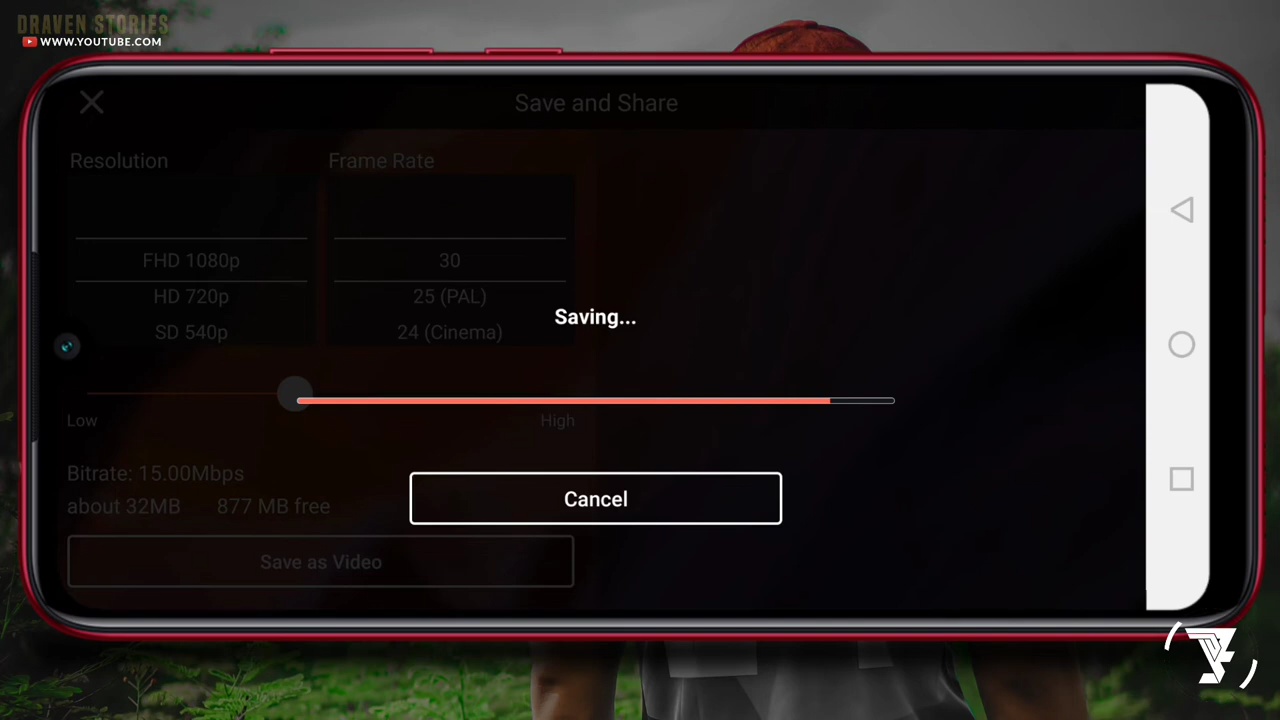 DRAVEN STORIES
WWW.YOUTUBE.COM
Save and Share
Resolution
Frame Rate
FHD 1080p
30
HD 720p
25 (PAL)
SD 540p
24 (Cinema)
Saving...
Low
High
Bitrate: 15.00Mbps
about 32MB 877 MB free
Cancel
Save as Video